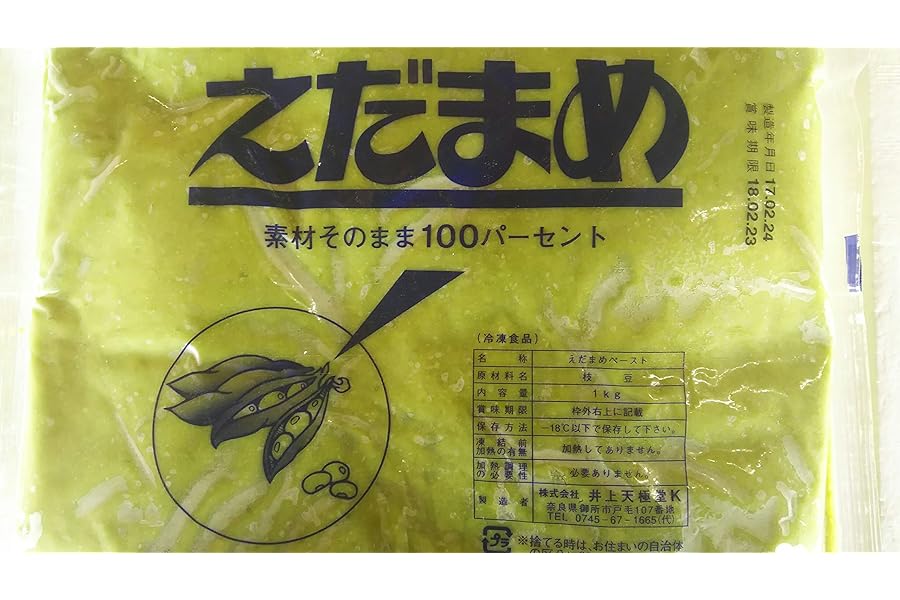 えだまめ
素材そのまま100パーセント
製造年月日 17.02.24
賞味期限 18.02.23
(冷凍食品)
名称 えだまめペースト
原材料名 枝豆
内容量 1kg
賞味期限 枠外右上に記載
保存方法 −18℃以下で保存して下さい。
凍結前加熱の有無 加熱してありません。
加熱調理の必要性 必要ありません。
製造者 株式会社 井上天極堂K
奈良県御所市戸毛107番地
TEL 0745-67-1665(代)
プラ ※捨てる時は、お住まいの自治体